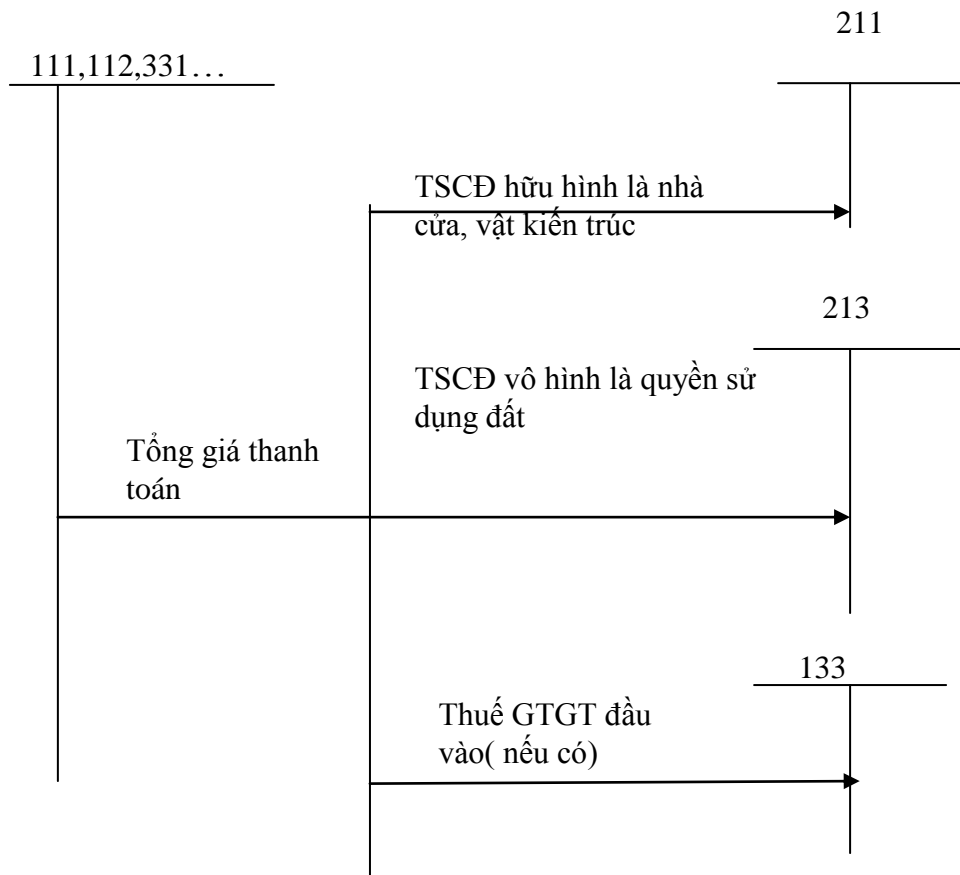 211
111,112,331…
TSCĐ hữu hình là nhà
cửa, vật kiến trúc
213
TSCĐ vô hình là quyền sử
dụng đất
Tổng giá thanh
toán
133
Thuế GTGT đầu
vào( nếu có)